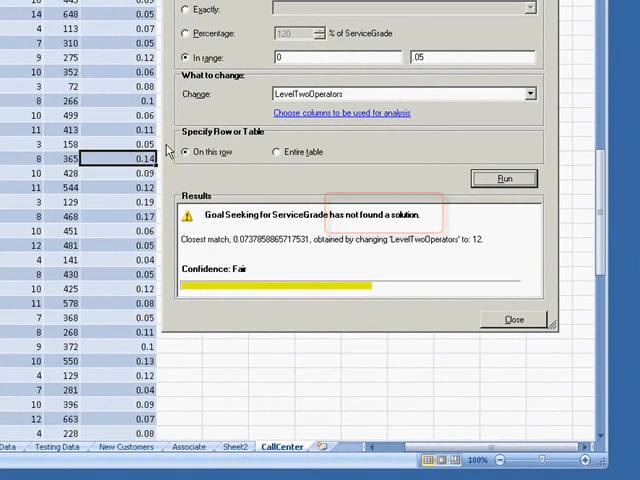 14 648 0.05
4 113 0.07
7 310 0.05
9 275 0.12
10 352 0.06
3 72 0.08
8 266 0.1
10 499 0.06
11 413 0.11
3 158 0.05
8 365 0.14
10 428 0.09
11 544 0.12
3 129 0.19
8 468 0.17
10 451 0.06
12 481 0.05
4 141 0.04
8 430 0.05
8 125 0.12
11 578 0.08
7 368 0.05
8 268 0.11
9 372 0.1
10 550 0.13
4 129 0.12
7 281 0.04
10 396 0.09
12 663 0.07
4 228 0.08
Exactly:
Percentage: 120 % of ServiceGrade
In range: 0 .05
What to change:
Change: LevelTwoOperators
Choose columns to be used for analysis
Specify Row or Table
On this row Entire table
Run
Results
Goal Seeking for ServiceGrade has not found a solution.
Closest match, 0.0737858865717531, obtained by changing 'LevelTwoOperators' to: 12.
Confidence: Fair
Close
Data Testing Data New Customers Associate Sheet2 CallCenter
100%